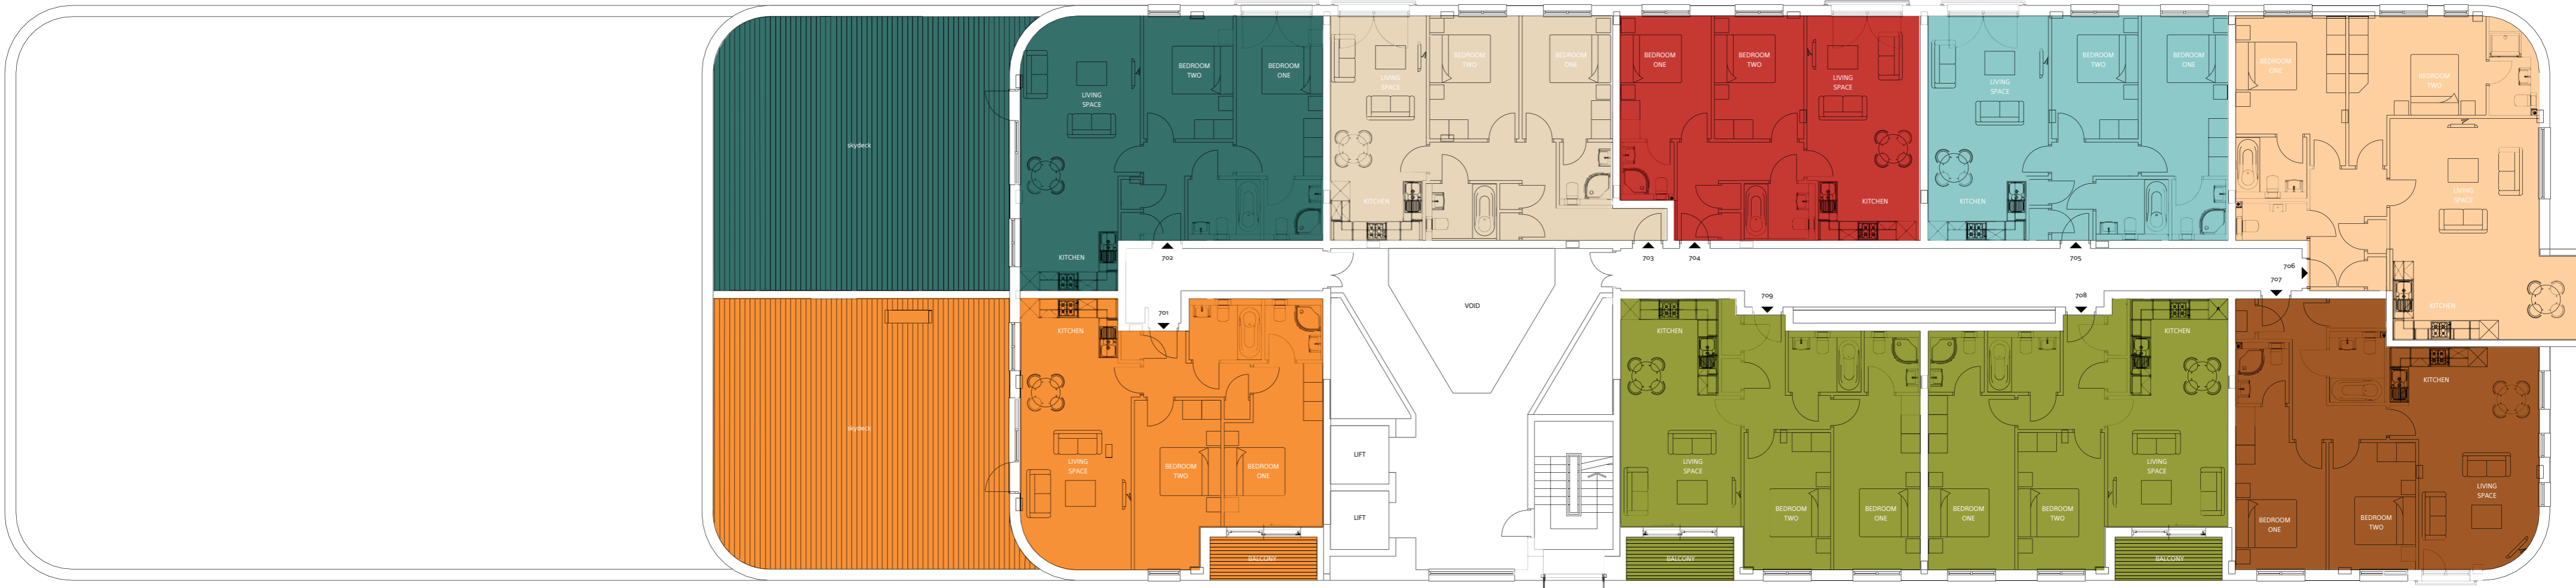 skydeck
LIVING
SPACE
BEDROOM
TWO
BEDROOM
ONE
KITCHEN
702
LIVING
SPACE
BEDROOM
TWO
BEDROOM
ONE
KITCHEN
703
BEDROOM
ONE
BEDROOM
TWO
LIVING
SPACE
KITCHEN
704
LIVING
SPACE
BEDROOM
TWO
BEDROOM
ONE
KITCHEN
705
BEDROOM
ONE
BEDROOM
TWO
LIVING
SPACE
KITCHEN
706
skydeck
701
KITCHEN
LIVING
SPACE
BEDROOM
TWO
BEDROOM
ONE
BALCONY
VOID
LIFT
LIFT
709
KITCHEN
LIVING
SPACE
BEDROOM
TWO
BEDROOM
ONE
BALCONY
708
KITCHEN
BEDROOM
ONE
BEDROOM
TWO
LIVING
SPACE
BALCONY
707
KITCHEN
BEDROOM
ONE
BEDROOM
TWO
LIVING
SPACE